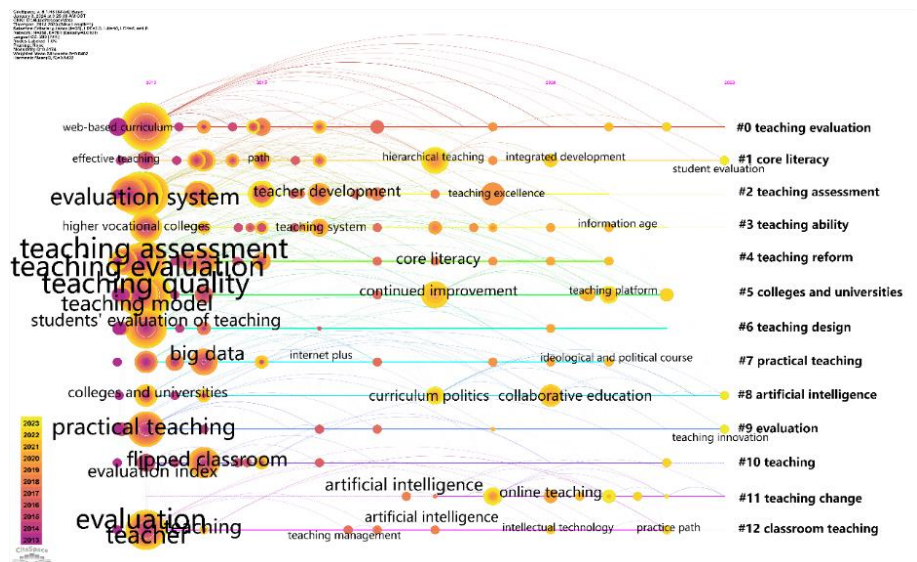 web-based curriculum
#0 teaching evaluation
effective teaching
path
hierarchical teaching
integrated development
#1 core literacy
student evaluation
evaluation system
teacher development
teaching excellence
#2 teaching assessment
higher vocational colleges
teaching system
information age
#3 teaching ability
teaching assessment
teaching evaluation
core literacy
#4 teaching reform
teaching quality
continued improvement
teaching platform
#5 colleges and universities
teaching model
students' evaluation of teaching
#6 teaching design
big data
internet plus
ideological and political course
#7 practical teaching
colleges and universities
curriculum politics
collaborative education
#8 artificial intelligence
practical teaching
#9 evaluation
teaching innovation
flipped classroom
#10 teaching
evaluation index
artificial intelligence
online teaching
#11 teaching change
evaluation
teaching
artificial intelligence
teacher
teaching management
intellectual technology
practice path
#12 classroom teaching
2023
2022
2021
2020
2019
2018
2017
2016
2015
2014
2013
CiteSpace